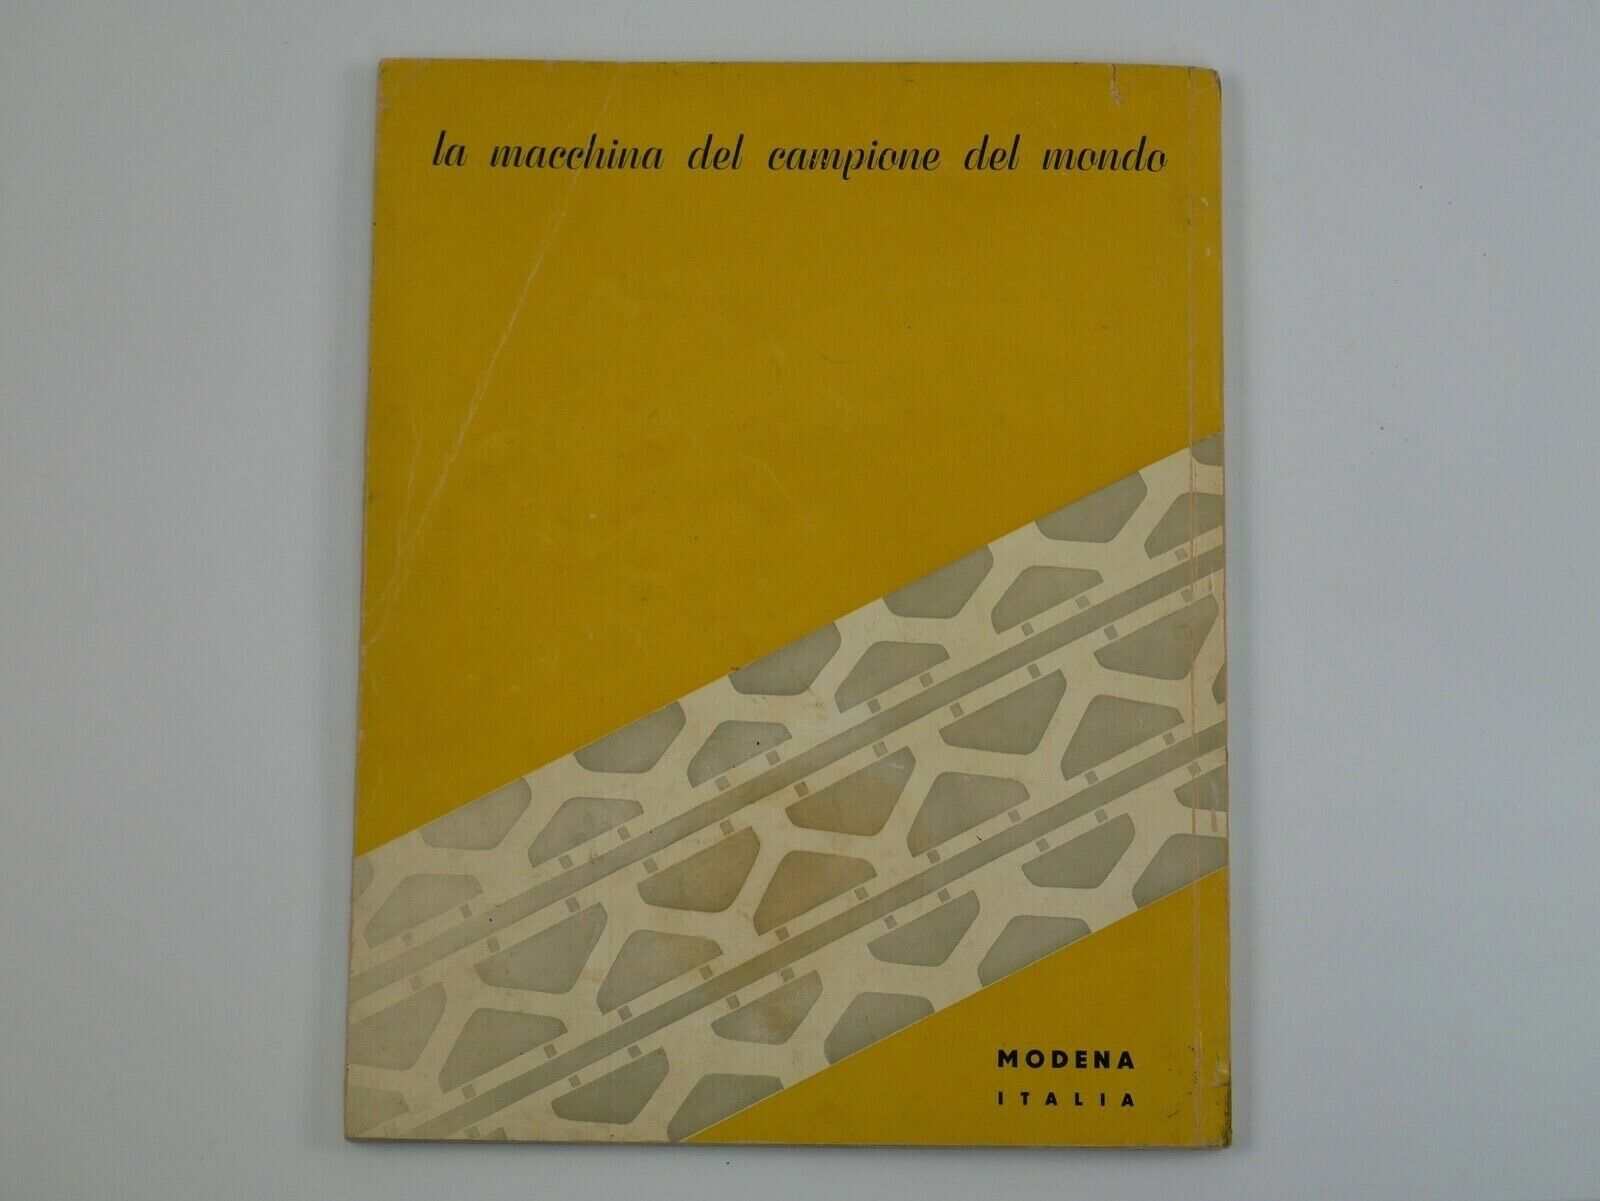 la macchina del campione del mondo
MODENA
ITALIA